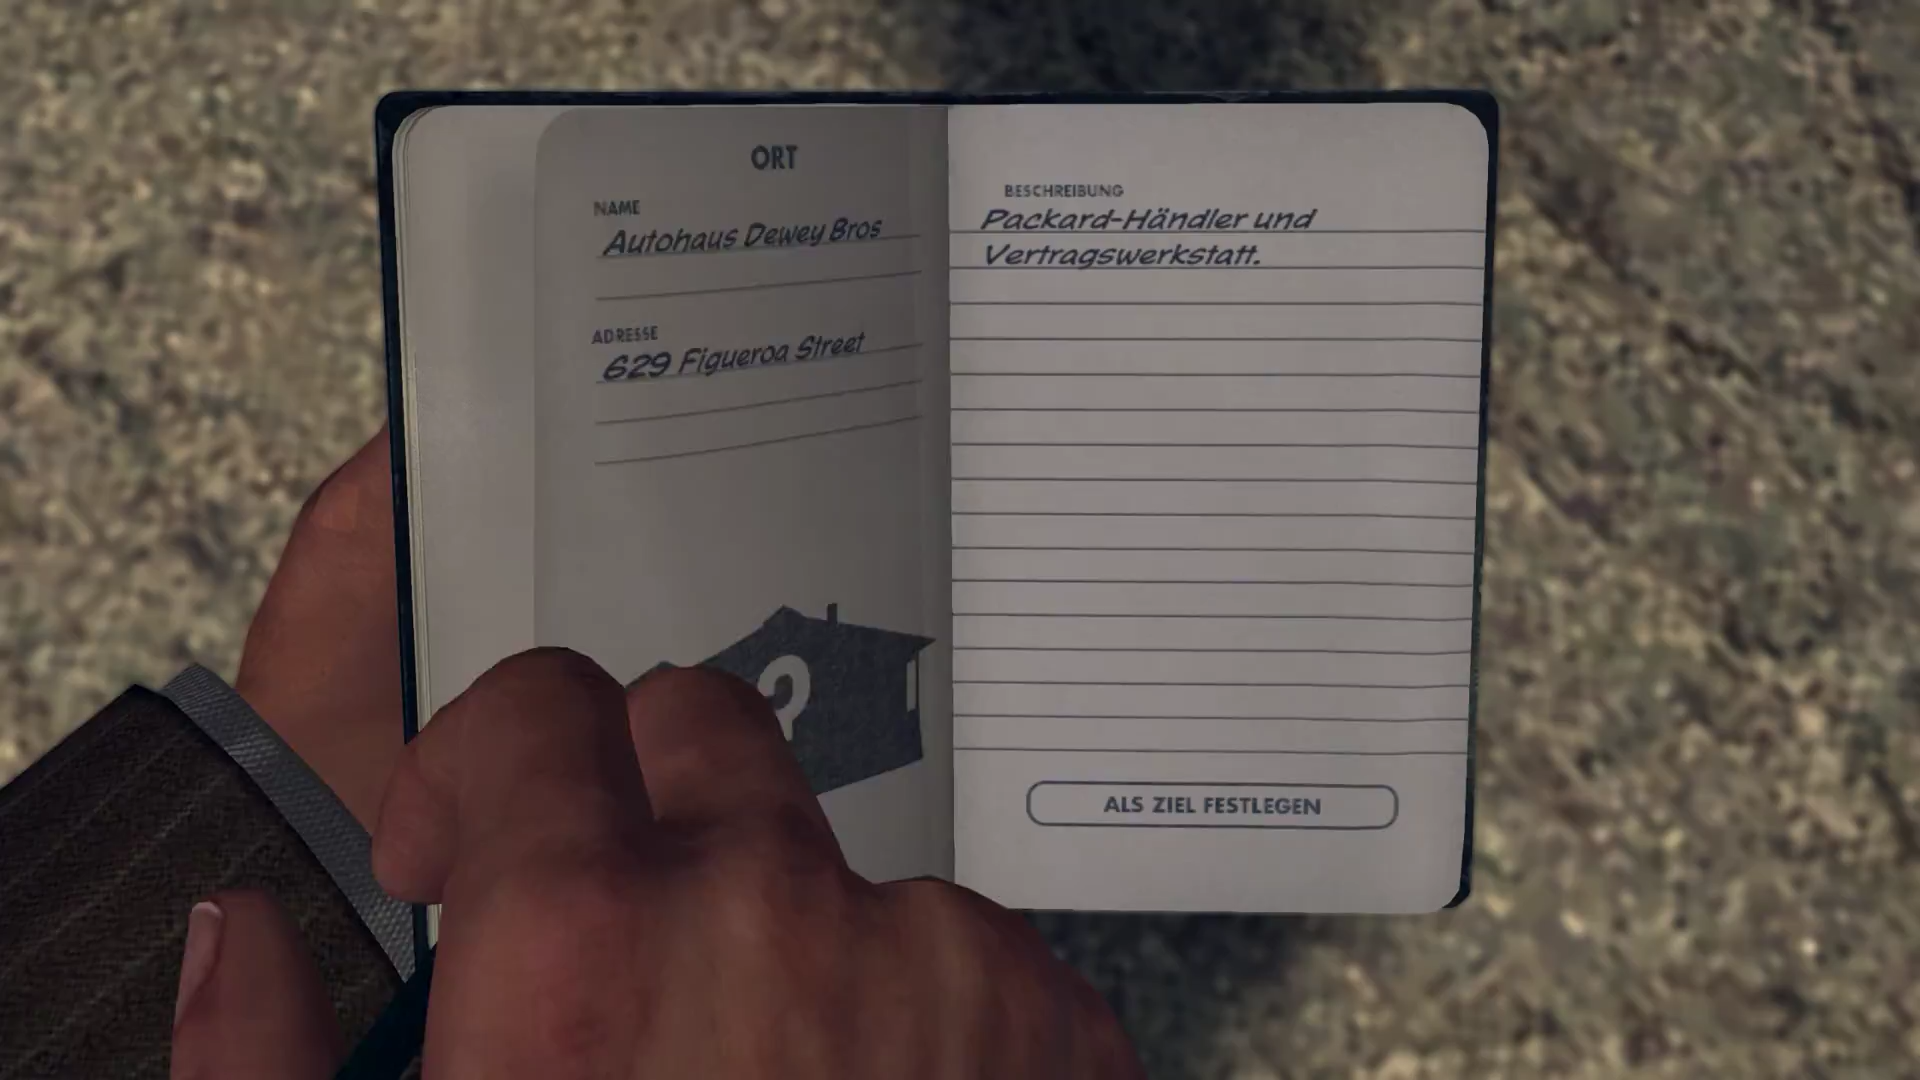 ORT
NAME
Autohaus Dewey Bros
ADRESSE
629 Figueroa Street
?
BESCHREIBUNG
Packard-Händler und
Vertragswerkstatt.
ALS ZIEL FESTLEGEN